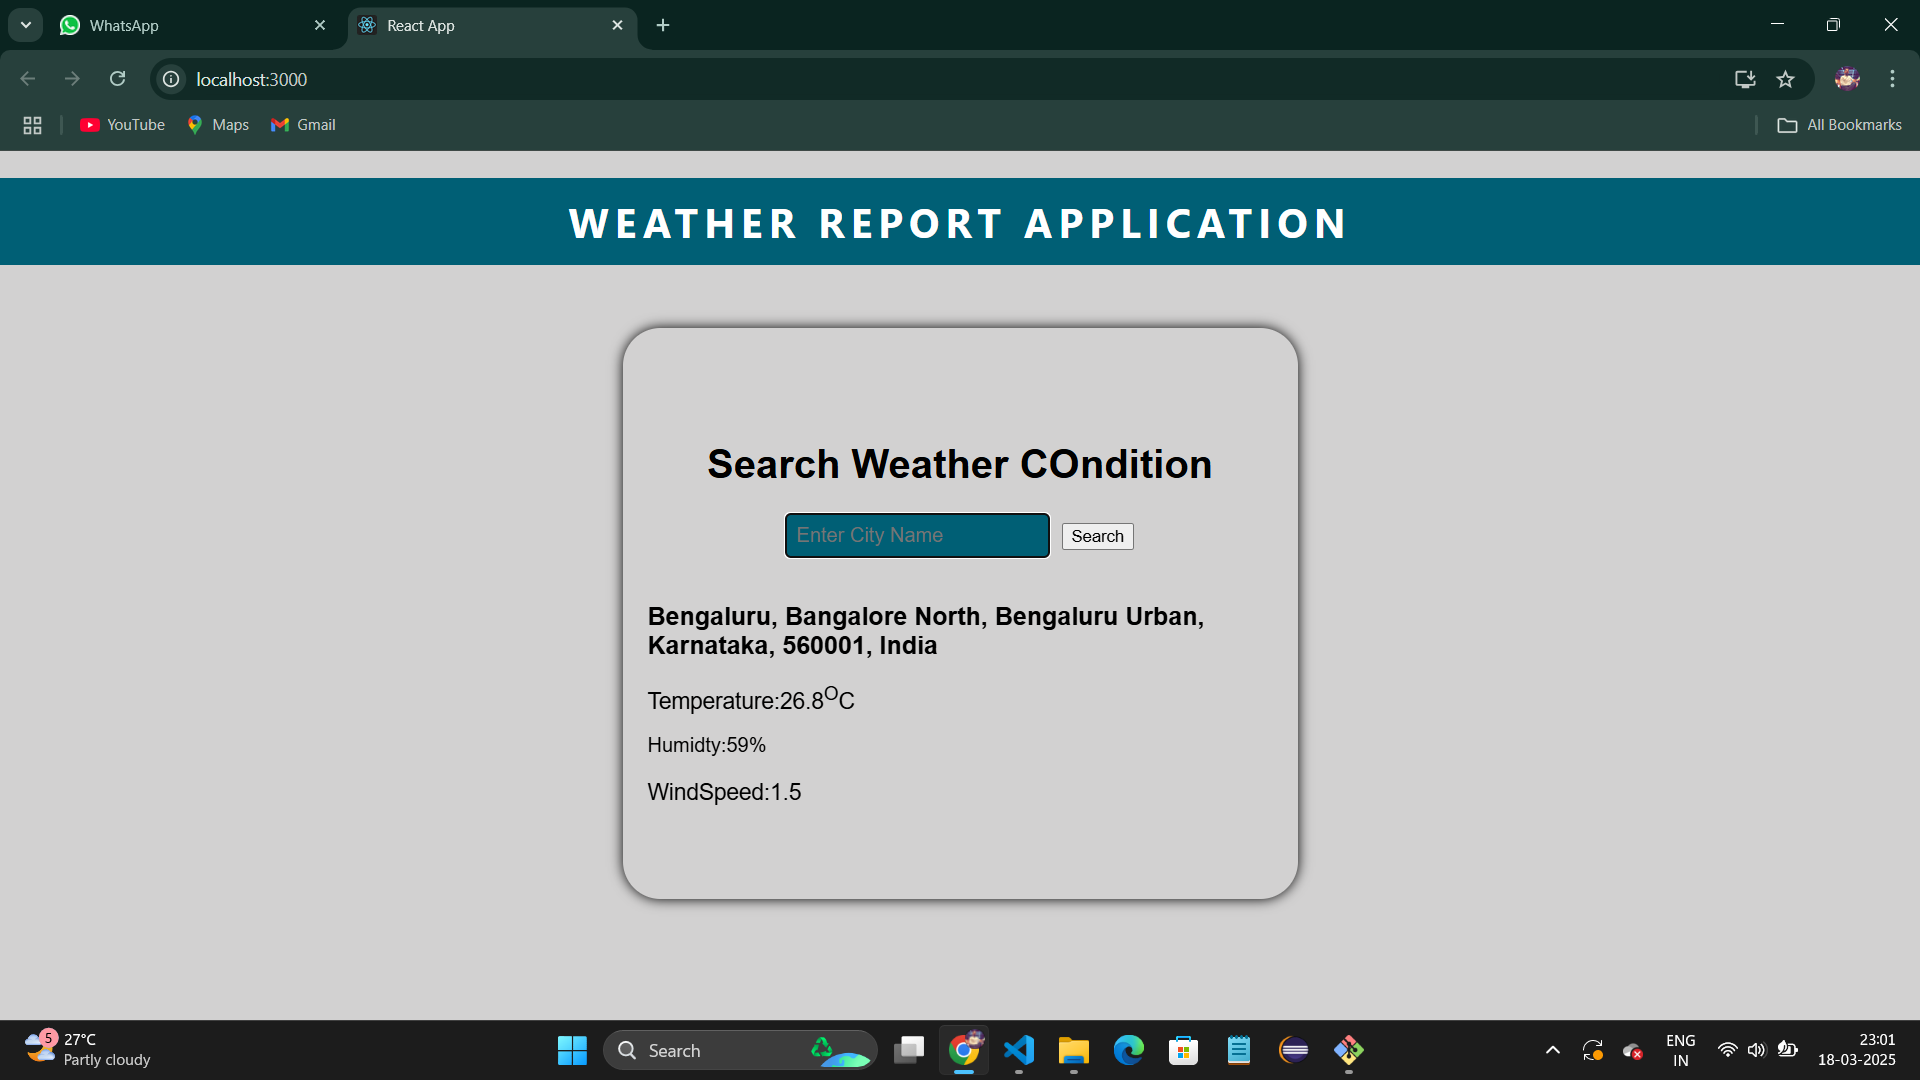 WhatsApp
React App
localhost:3000
YouTube
Maps
Gmail
All Bookmarks
WEATHER REPORT APPLICATION
Search Weather COndition
Enter City Name
Search
Bengaluru, Bangalore North, Bengaluru Urban,
Karnataka, 560001, India
Temperature:26.8OC
Humidty:59%
WindSpeed:1.5
5
27°C
Partly cloudy
Search
ENG
IN
23:01
18-03-2025